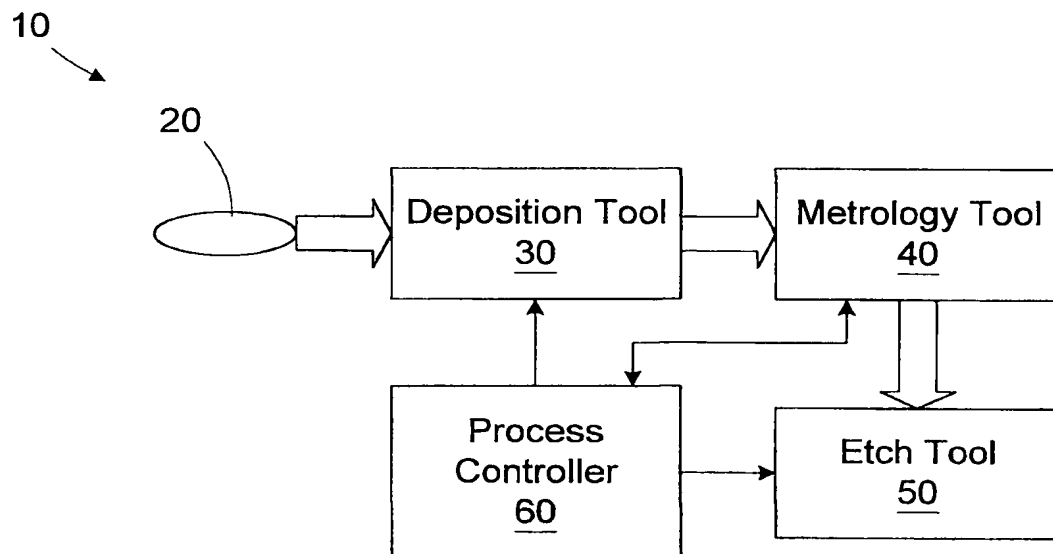 10
20
Deposition Tool
30
Metrology Tool
40
Process
Controller
60
Etch Tool
50